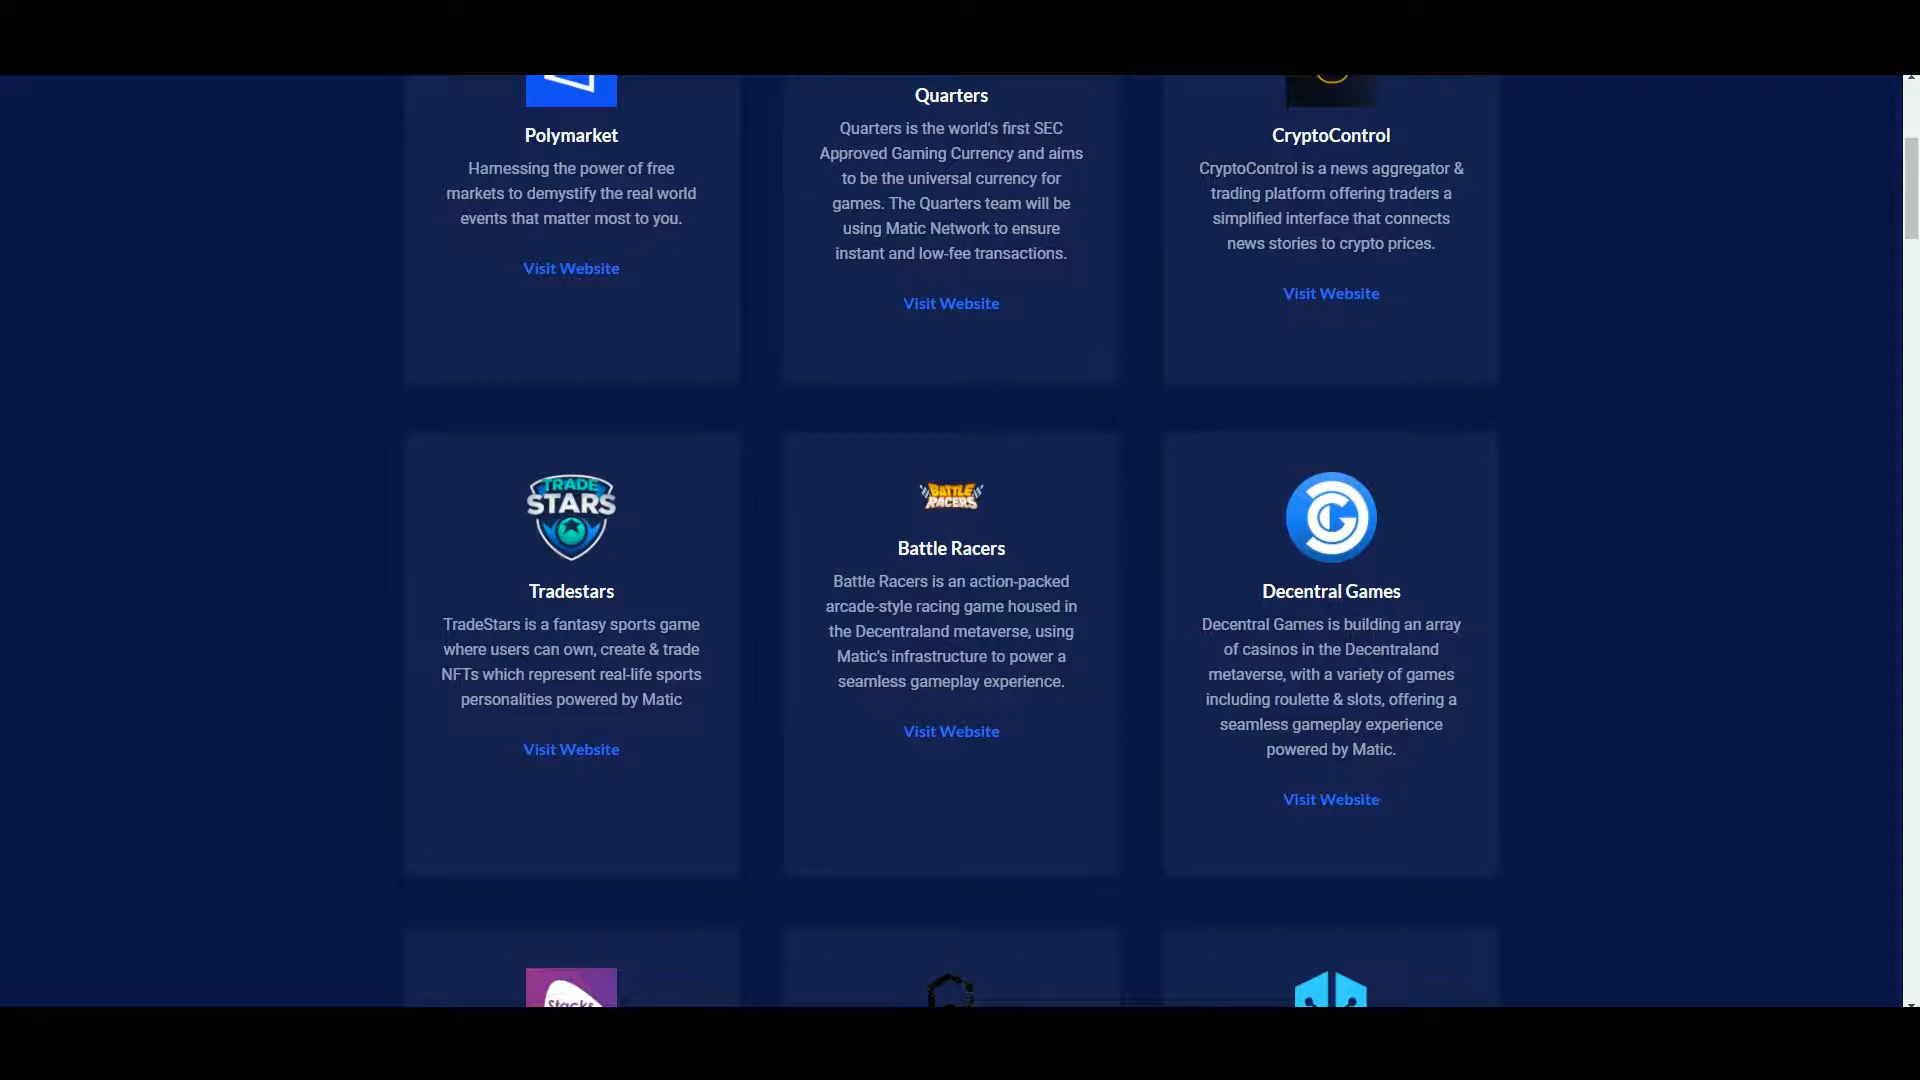 Polymarket
Harnessing the power of free
markets to demystify the real world
events that matter most to you.
Visit Website
Quarters
Quarters is the world's first SEC
Approved Gaming Currency and aims
to be the universal currency for
games. The Quarters team will be
using Matic Network to ensure
instant and low-fee transactions.
Visit Website
CryptoControl
CryptoControl is a news aggregator &
trading platform offering traders a
simplified interface that connects
news stories to crypto prices.
Visit Website
TRADE
STARS
Tradestars
TradeStars is a fantasy sports game
where users can own, create & trade
NFTs which represent real-life sports
personalities powered by Matic
Visit Website
BATTLE
RACERS
Battle Racers
Battle Racers is an action-packed
arcade-style racing game housed in
the Decentraland metaverse, using
Matic's infrastructure to power a
seamless gameplay experience.
Visit Website
Decentral Games
Decentral Games is building an array
of casinos in the Decentraland
metaverse, with a variety of games
including roulette & slots, offering a
seamless gameplay experience
powered by Matic.
Visit Website
Stacks